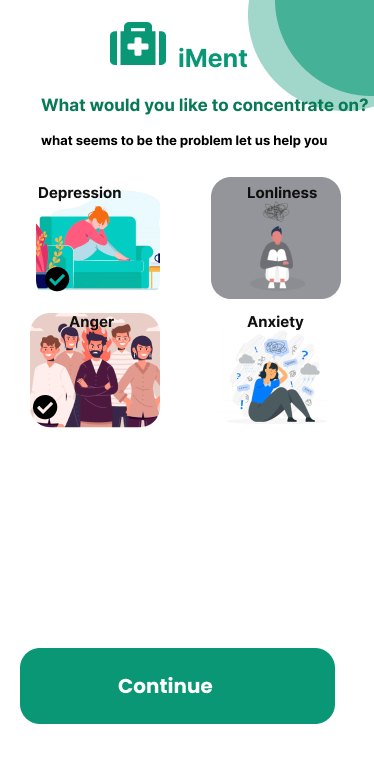 iMent
What would you like to concentrate on?
what seems to be the problem let us help you
Depression
Lonliness
Anger
Anxiety
Continue